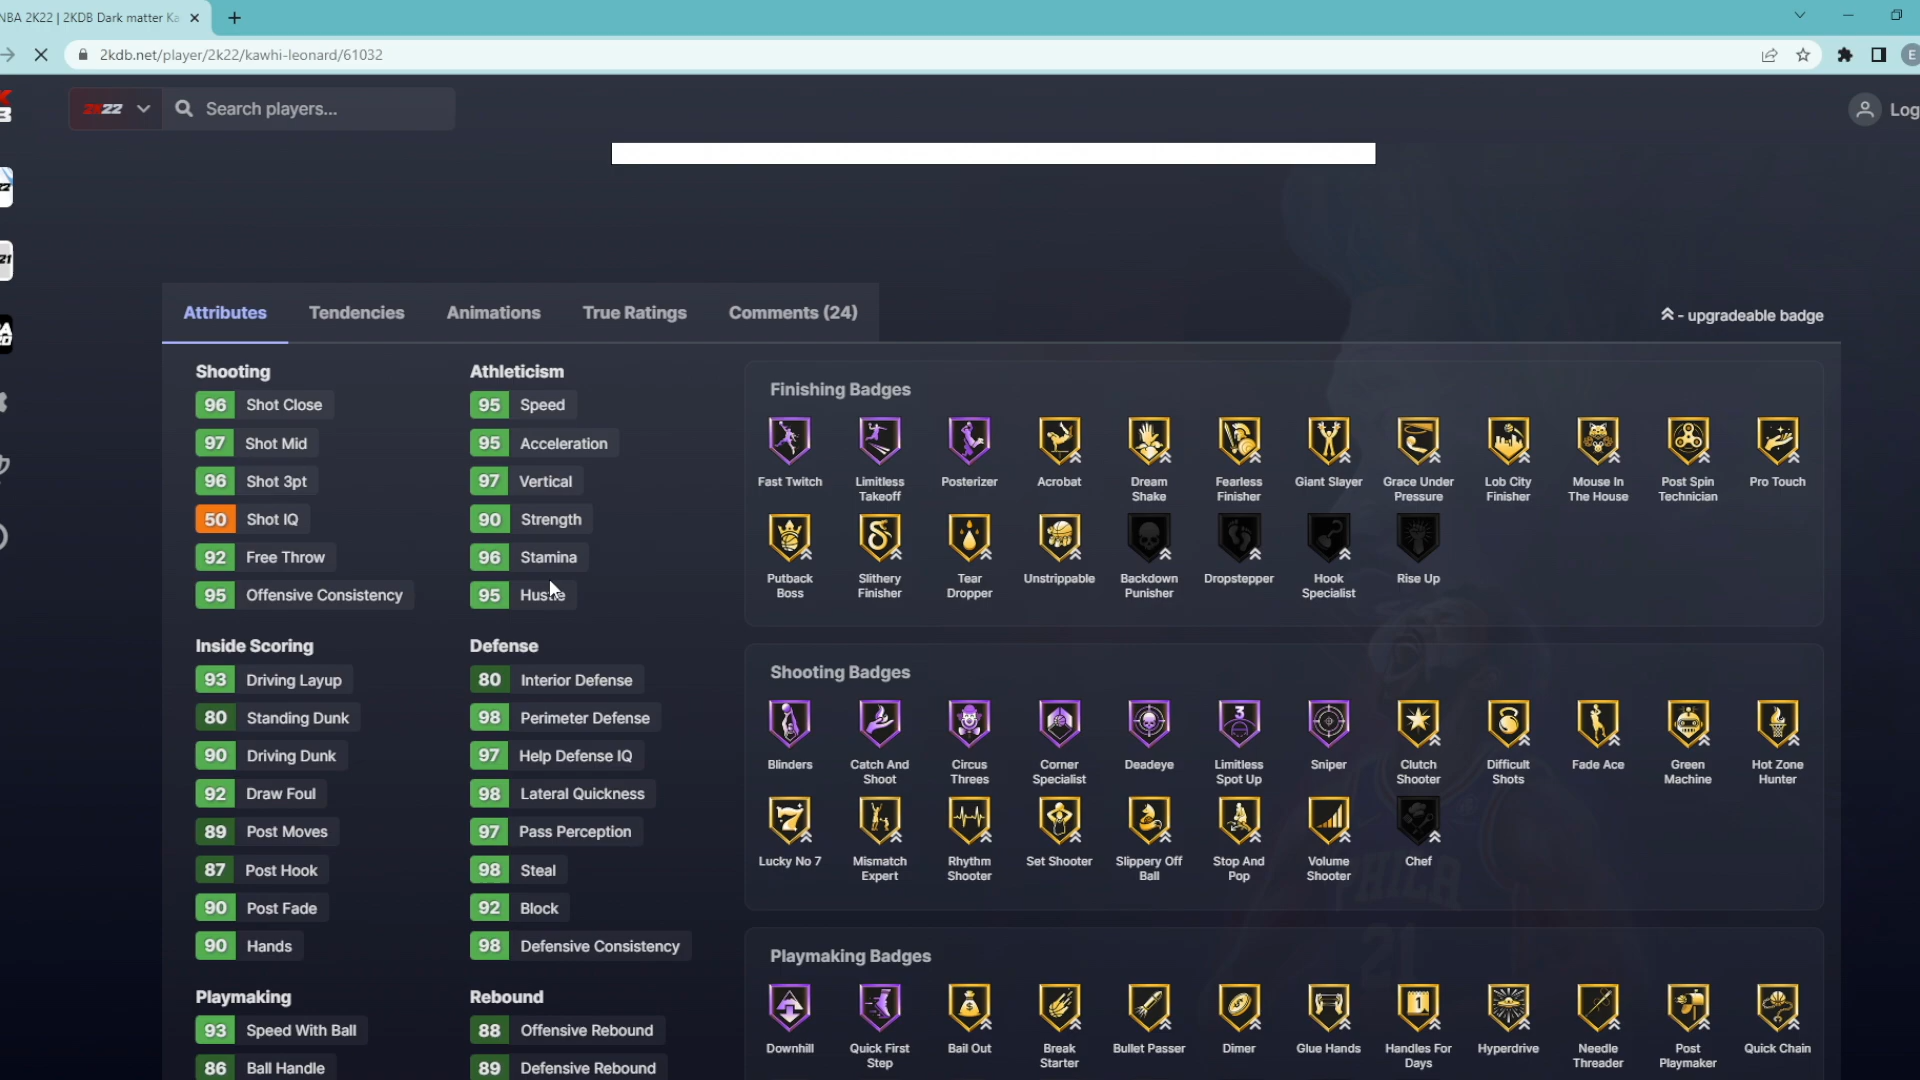 NBA 2K22 | 2KDB Dark matter Ka
2kdb.net/player/2k22/kawhi-leonard/61032
E
2K22
Search players...
Log
Attributes
Tendencies
Animations
True Ratings
Comments (24)
- upgradeable badge
Shooting
96 Shot Close
97 Shot Mid
96 Shot 3pt
50 Shot IQ
92 Free Throw
95 Offensive Consistency
Inside Scoring
93 Driving Layup
80 Standing Dunk
90 Driving Dunk
92 Draw Foul
89 Post Moves
87 Post Hook
90 Post Fade
90 Hands
Playmaking
93 Speed With Ball
86 Ball Handle
Athleticism
95 Speed
95 Acceleration
97 Vertical
90 Strength
96 Stamina
95 Hustle
Defense
80 Interior Defense
98 Perimeter Defense
97 Help Defense IQ
98 Lateral Quickness
97 Pass Perception
98 Steal
92 Block
98 Defensive Consistency
Rebound
88 Offensive Rebound
89 Defensive Rebound
Finishing Badges
Fast Twitch
Limitless
Takeoff
Posterizer
Acrobat
Dream
Shake
Fearless
Finisher
Giant Slayer
Grace Under
Pressure
Lob City
Finisher
Mouse In
The House
Post Spin
Technician
Pro Touch
Putback
Boss
Slithery
Finisher
Tear
Dropper
Unstrippable
Backdown
Punisher
Dropstepper
Hook
Specialist
Rise Up
Shooting Badges
3
Blinders
Catch And
Shoot
Circus
Threes
Corner
Specialist
Deadeye
Limitless
Spot Up
Sniper
Clutch
Shooter
Difficult
Shots
Fade Ace
Green
Machine
Hot Zone
Hunter
7
Lucky No 7
Mismatch
Expert
Rhythm
Shooter
Set Shooter
Slippery Off
Ball
Stop And
Pop
Volume
Shooter
Chef
PHILA
21
Playmaking Badges
1
Downhill
Quick First
Step
Bail Out
Break
Starter
Bullet Passer
Dimer
Glue Hands
Handles For
Days
Hyperdrive
Needle
Threader
Post
Playmaker
Quick Chain